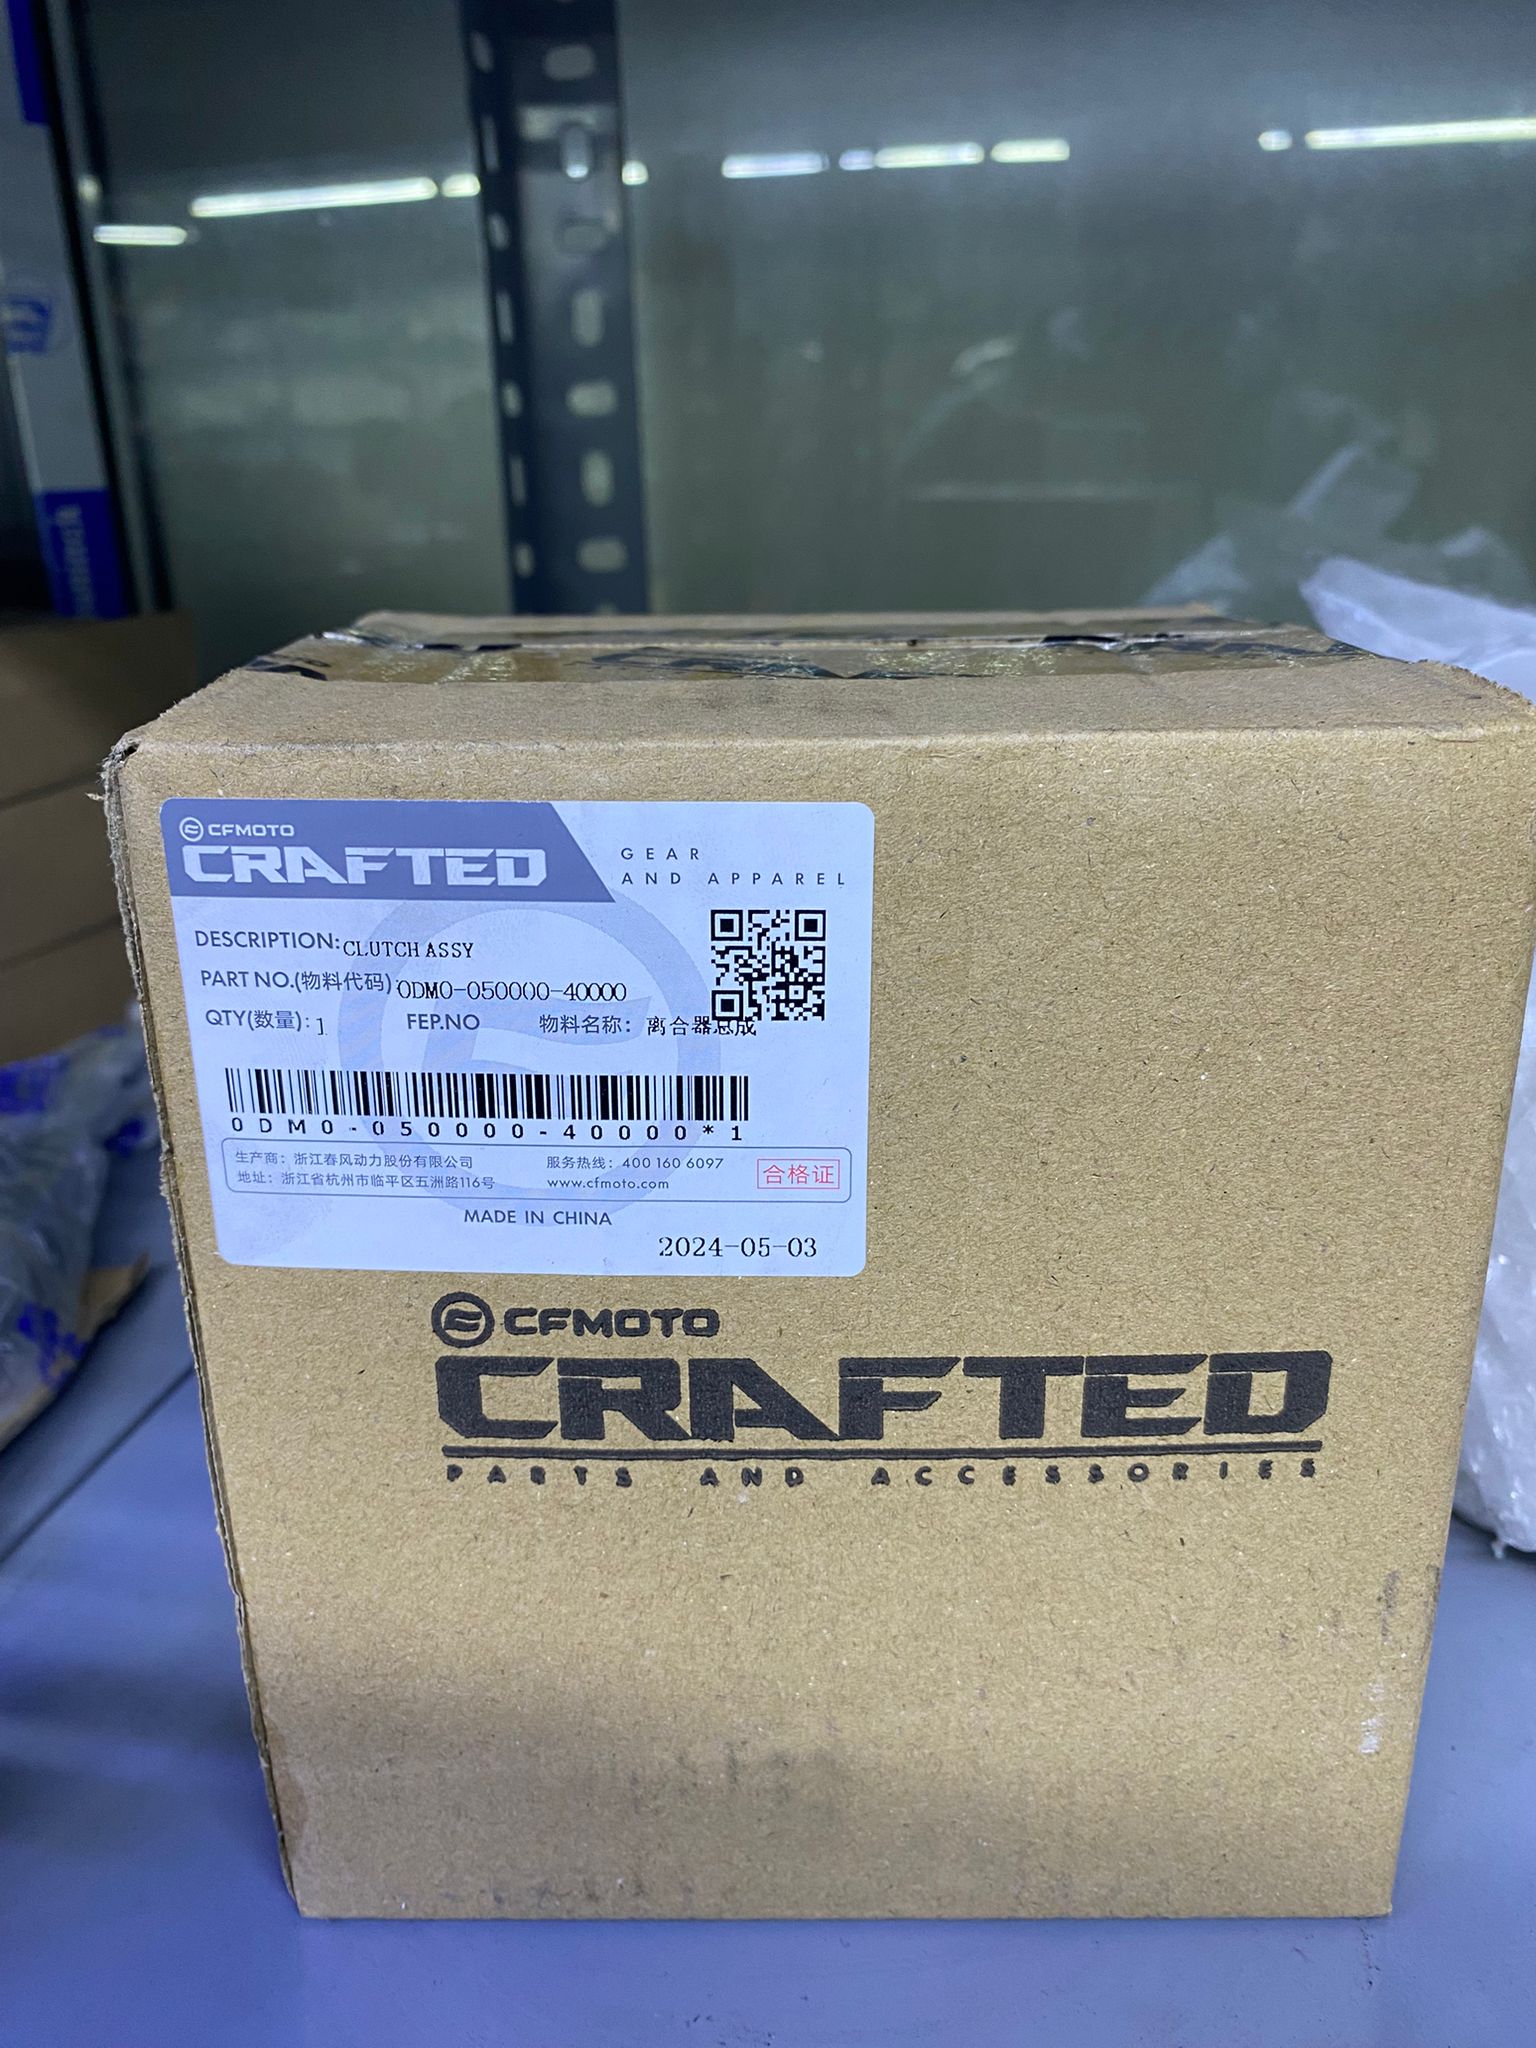 CFMOTO
CRAFTED
GEAR
AND APPAREL
DESCRIPTION: CLUTCH ASSY
PART NO.(物料代码): 0DM0-050000-40000
QTY(数量): 1 FEP.NO 物料名称: 离合器总成
0DM0-050000-40000*1
生产商: 浙江春风动力股份有限公司 服务热线: 400 160 6097
地址: 浙江省杭州市临平区五洲路116号 www.cfmoto.com
合格证
MADE IN CHINA
2024-05-03
CFMOTO
CRAFTED
PARTS AND ACCESSORIES